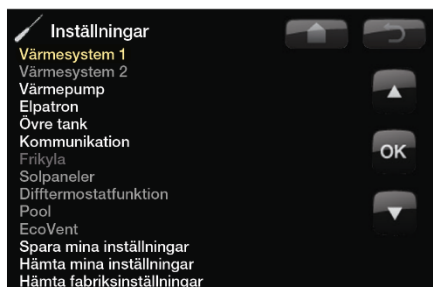 Inställningar
Värmesystem 1
Värmesystem 2
Värmepump
Elpatron
Övre tank
Kommunikation
Frikyla
Solpaneler
Difftermostatfunktion
Pool
EcoVent
Spara mina inställningar
Hämta mina inställningar
Hämta fabriksinställningar
OK